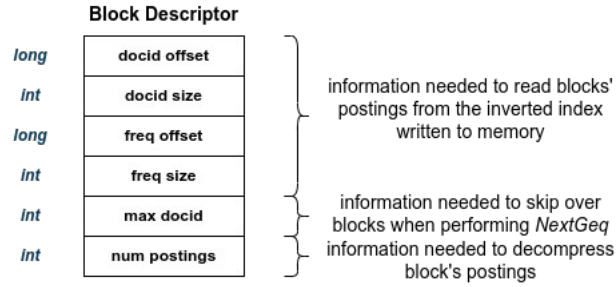 Block Descriptor
long docid offset
int docid size
long freq offset
int freq size
int max docid
int num postings
information needed to read blocks'
postings from the inverted index
written to memory
information needed to skip over
blocks when performing NextGeq
information needed to decompress
block's postings